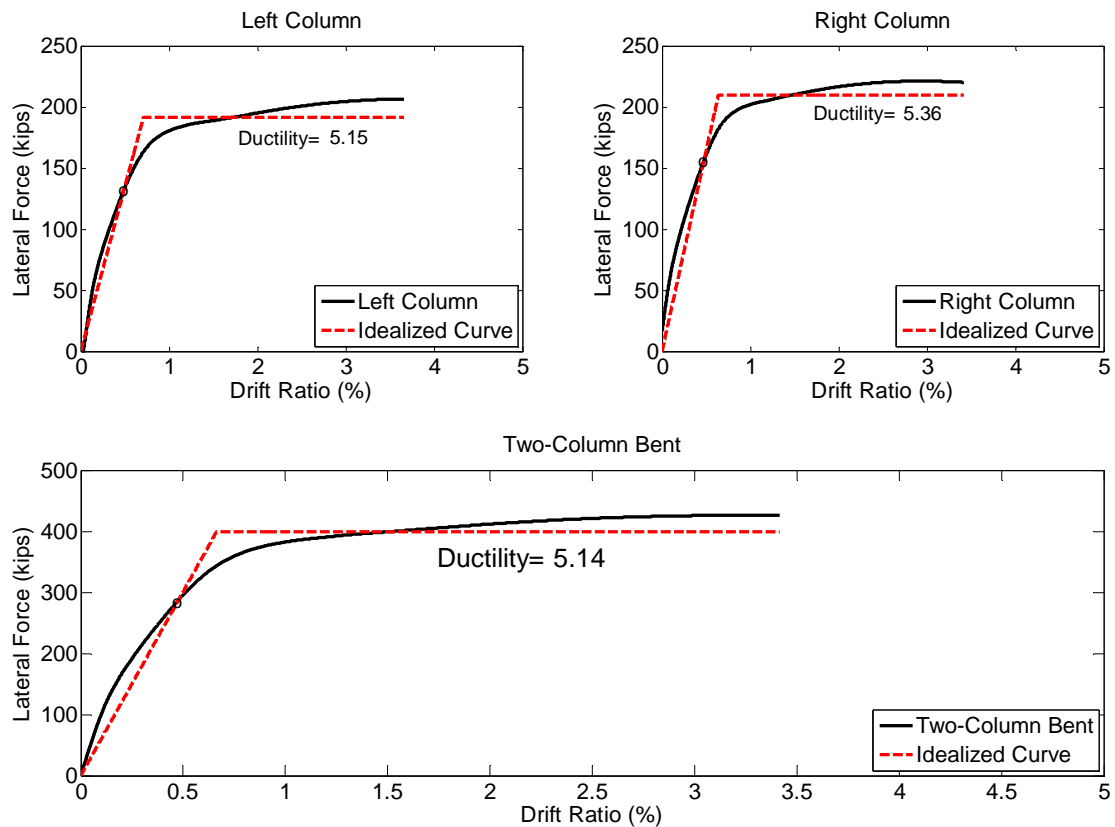 Left Column
250
200
150
100
50
0
Lateral Force (kips)
Ductility= 5.15
Left Column
Idealized Curve
0 1 2 3 4 5
Drift Ratio (%)
Right Column
250
200
150
100
50
0
Lateral Force (kips)
Ductility= 5.36
Right Column
Idealized Curve
0 1 2 3 4 5
Drift Ratio (%)
Two-Column Bent
500
400
300
200
100
0
Lateral Force (kips)
Ductility= 5.14
Two-Column Bent
Idealized Curve
0 0.5 1 1.5 2 2.5 3 3.5 4 4.5 5
Drift Ratio (%)